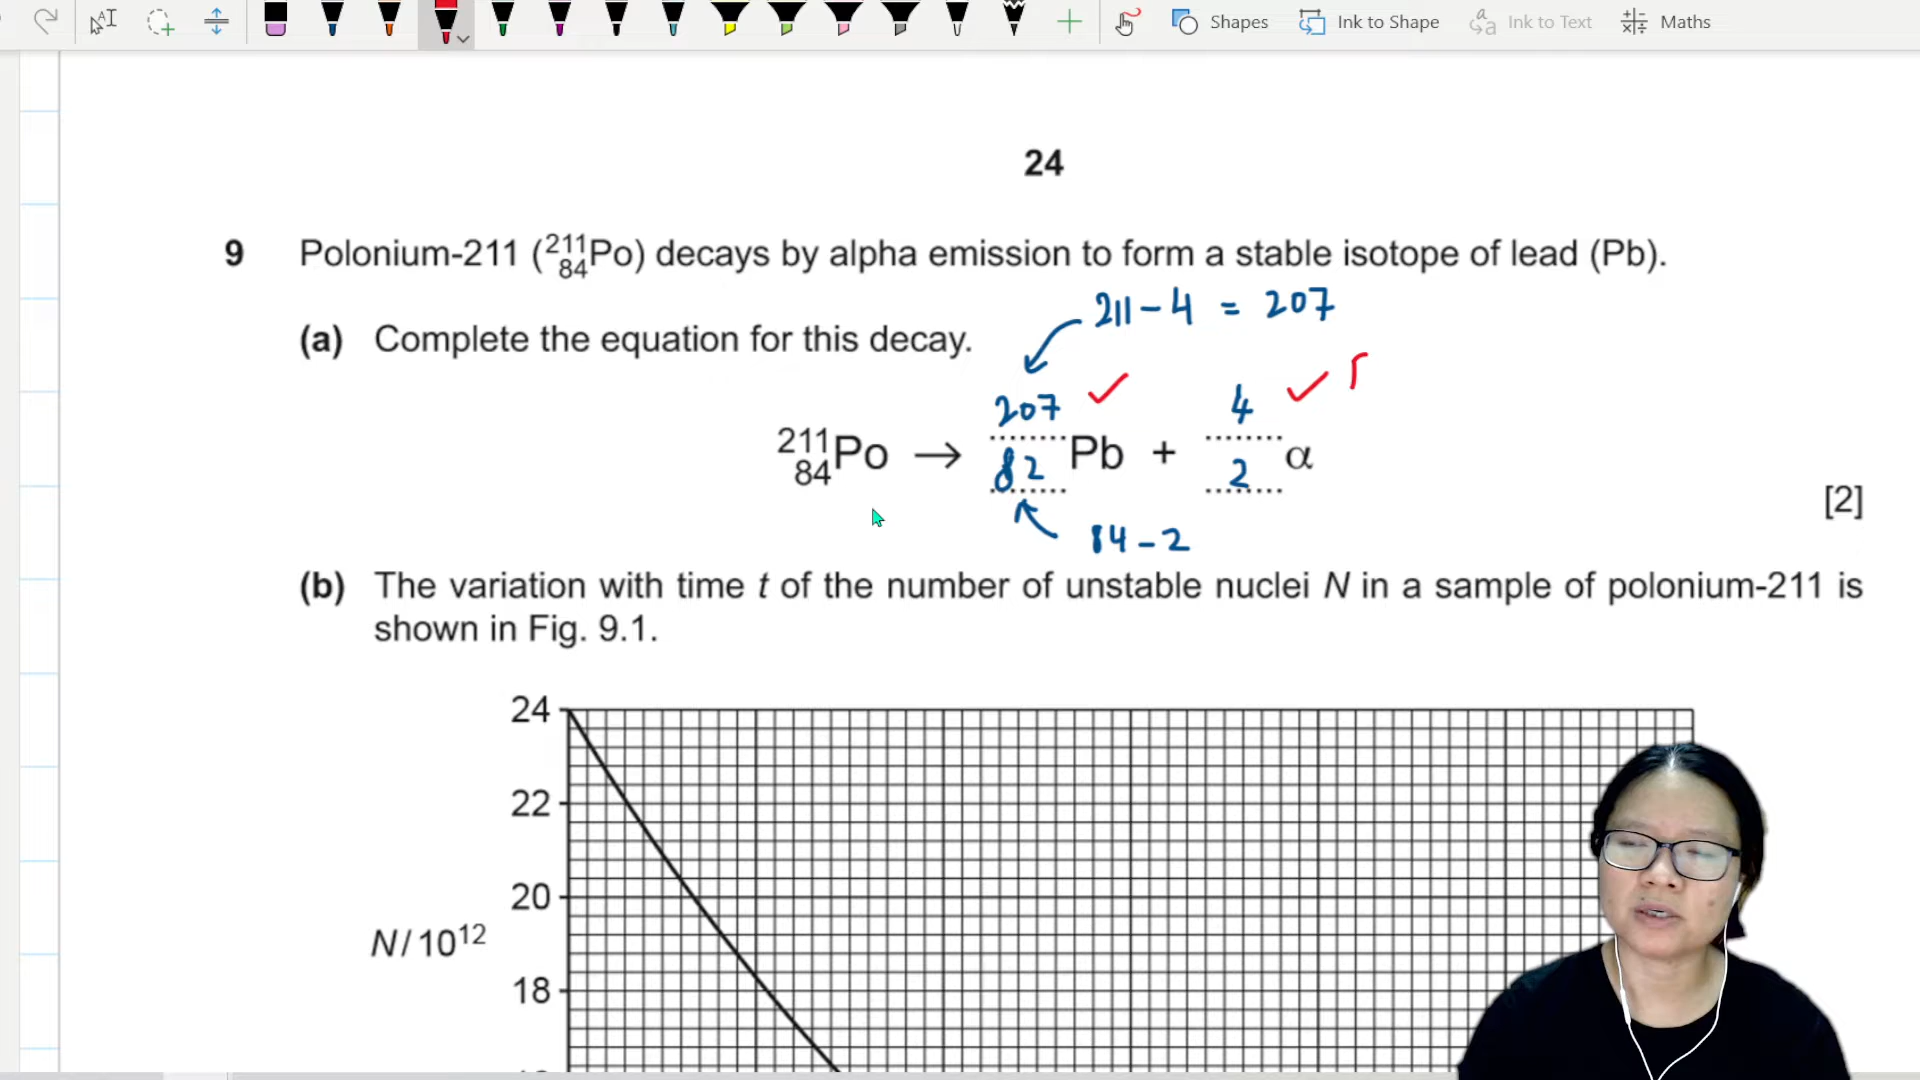 Shapes Ink to Shape Ink to Text Maths
24
9 Polonium-211 (²¹¹₈₄Po) decays by alpha emission to form a stable isotope of lead (Pb).
211 – 4 = 207
(a) Complete the equation for this decay.
207 ✓ 4 ✓
²¹¹₈₄Po → Pb + α
82 2
[2]
84 – 2
(b) The variation with time t of the number of unstable nuclei N in a sample of polonium-211 is
shown in Fig. 9.1.
24
22
20
N / 10¹²
18